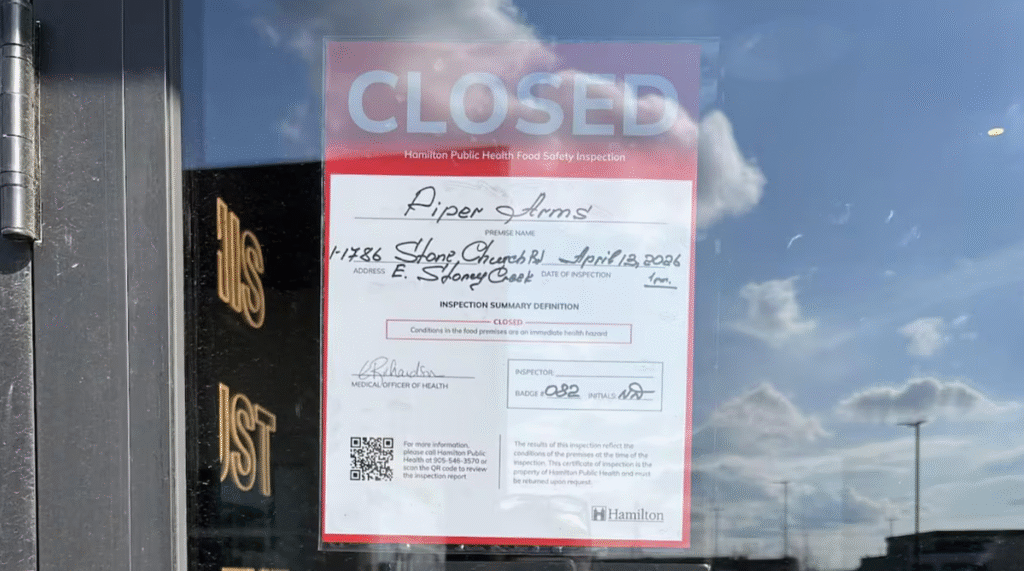 CLOSED
Hamilton Public Health Food Safety Inspection
Piper Arms
PREMISE NAME
1-1786 Stone Church Rd April 13, 2026
ADDRESS E. Stoney Creek DATE OF INSPECTION 1pm.
INSPECTION SUMMARY DEFINITION
CLOSED
Conditions in the food premises are an immediate health hazard
MEDICAL OFFICER OF HEALTH
INSPECTOR:
BADGE # 082 INITIALS:
For more information,
please call Hamilton Public
Health at 905-546-3570 or
scan the QR code to review
the inspection report
The results of this inspection reflect the
conditions of the premises at the time of the
inspection. This certificate of inspection is the
property of Hamilton Public Health and must
be returned upon request.
Hamilton